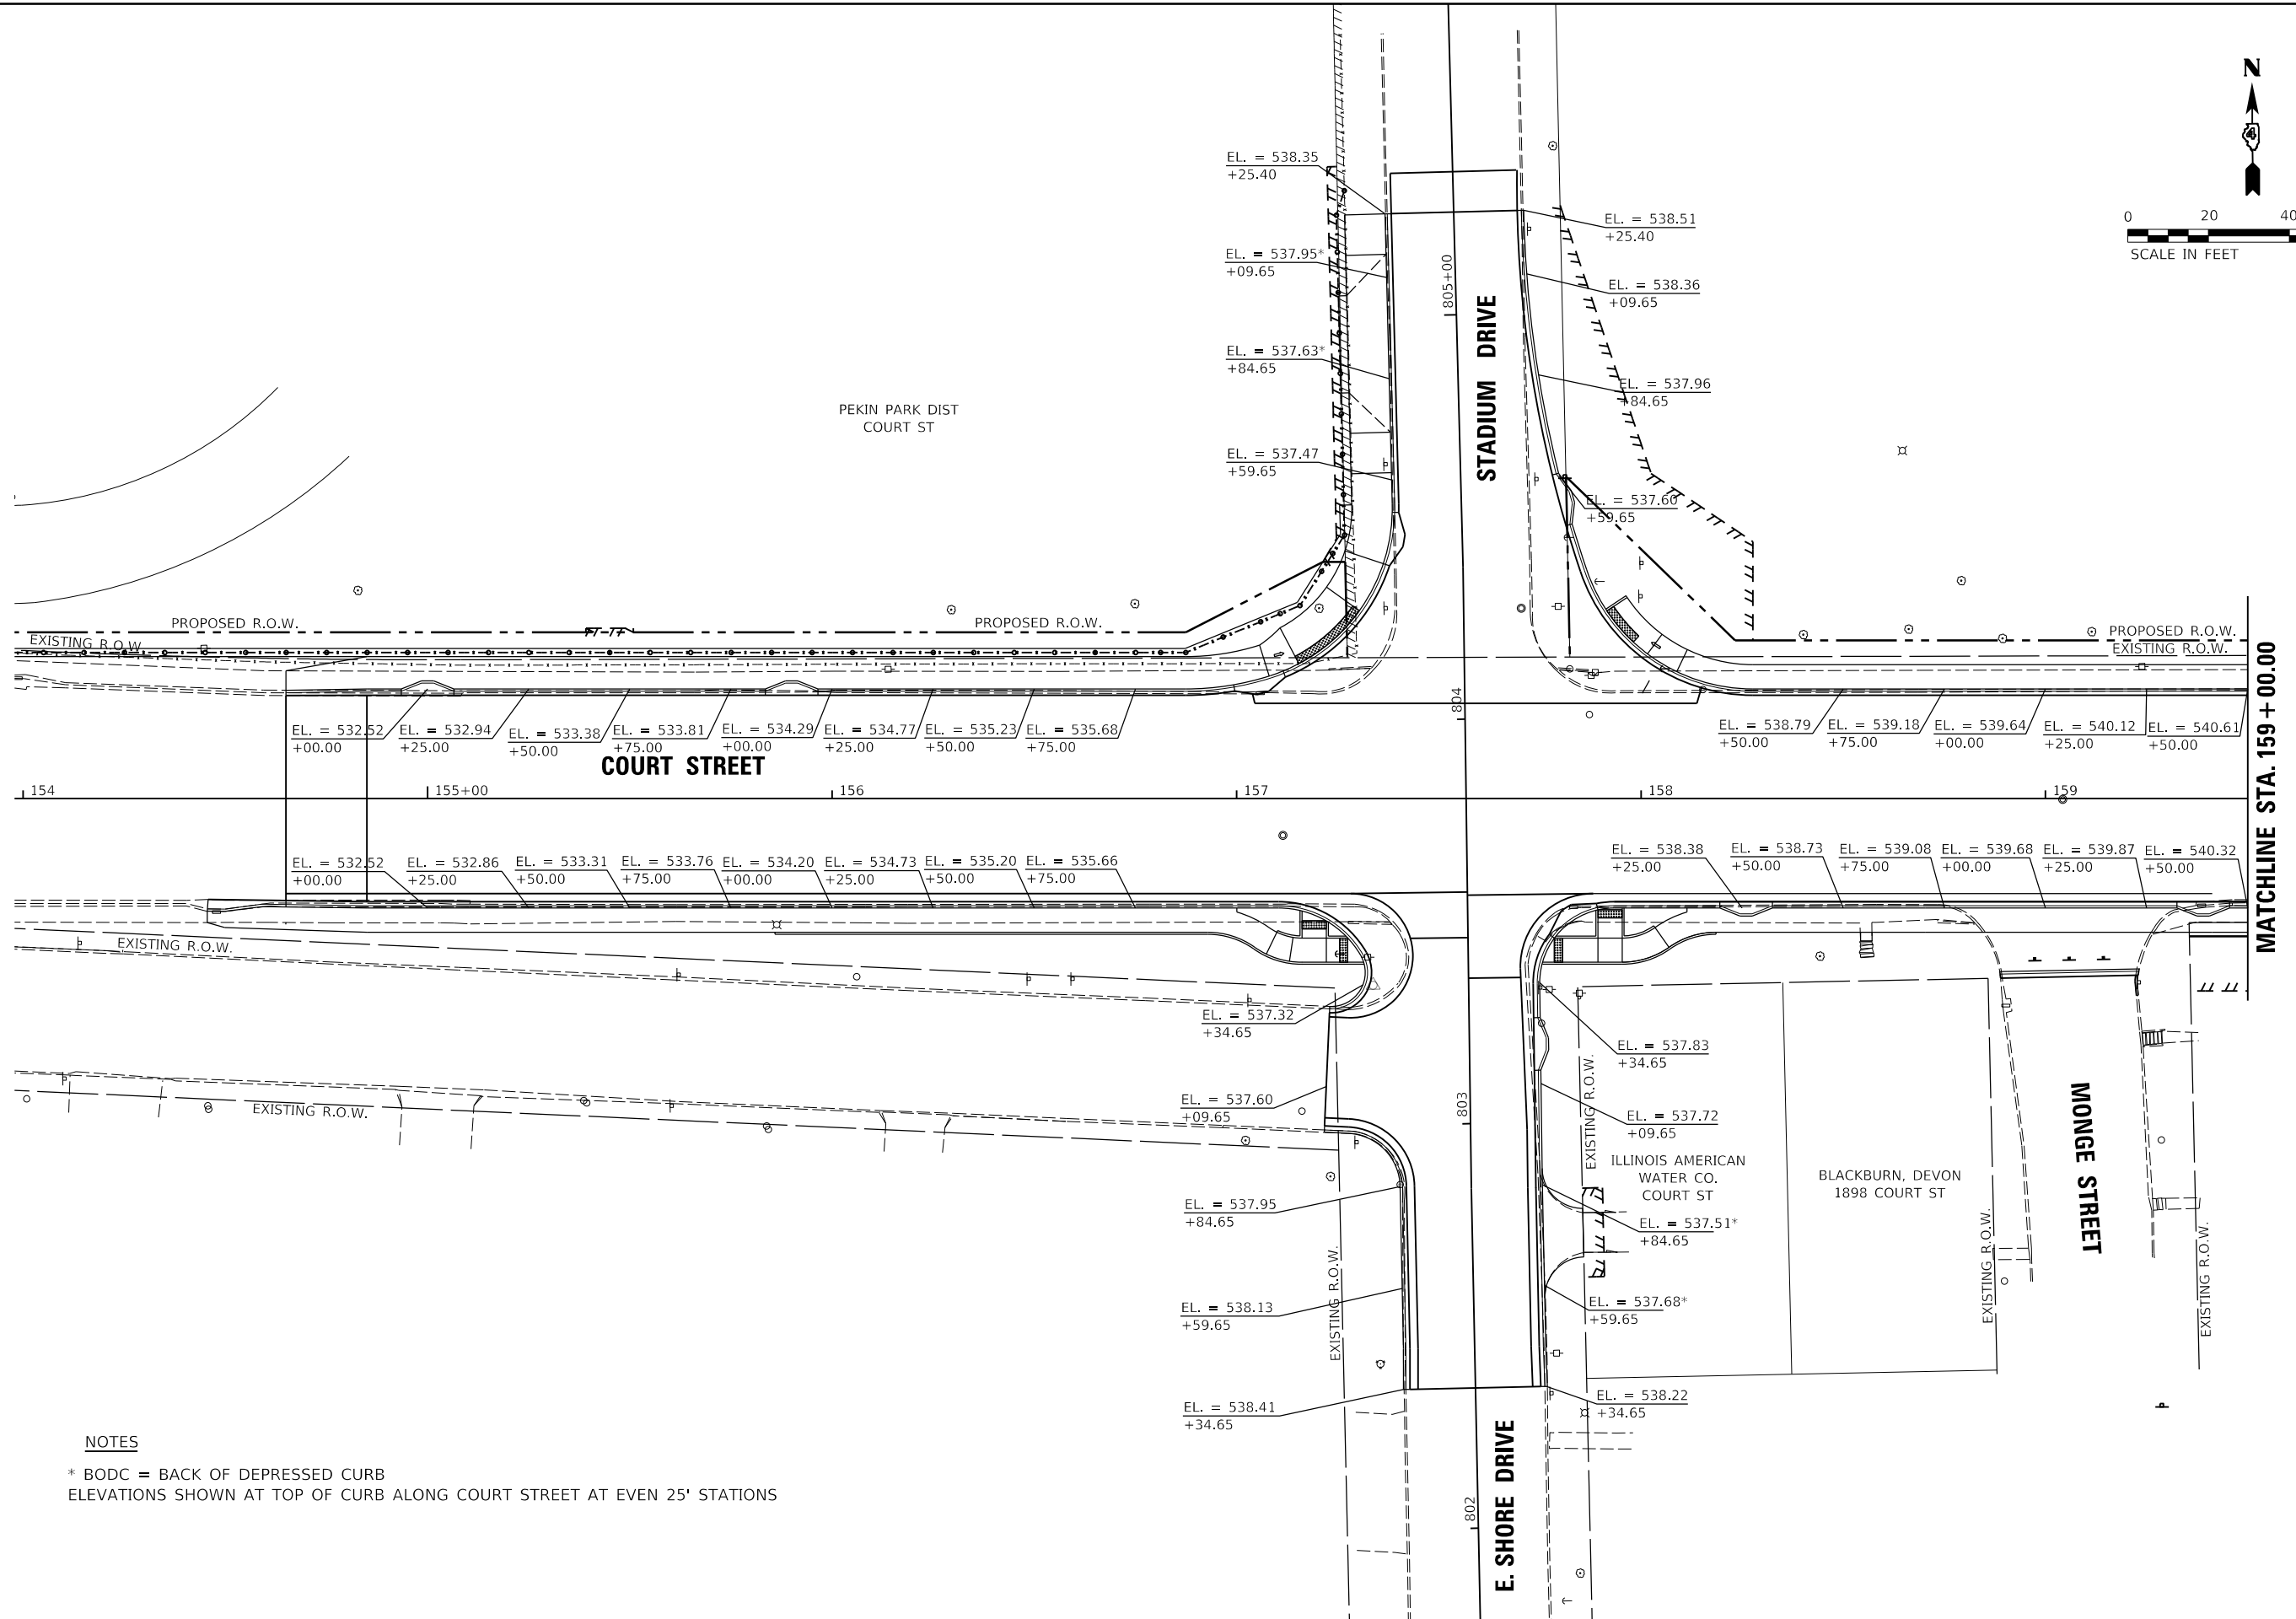 N
4
0 20 40
SCALE IN FEET
EL. = 538.35
+25.40
EL. = 538.51
+25.40
EL. = 537.95*
+09.65
EL. = 538.36
+09.65
805+00
STADIUM DRIVE
EL. = 537.63*
+84.65
EL. = 537.96
+84.65
PEKIN PARK DIST
COURT ST
EL. = 537.47
+59.65
EL. = 537.60
+59.65
PROPOSED R.O.W.
PROPOSED R.O.W.
PROPOSED R.O.W.
EXISTING R.O.W.
EXISTING R.O.W.
804
EL. = 532.52
+00.00
EL. = 532.94
+25.00
EL. = 533.38
+50.00
EL. = 533.81
+75.00
EL. = 534.29
+00.00
EL. = 534.77
+25.00
EL. = 535.23
+50.00
EL. = 535.68
+75.00
EL. = 538.79
+50.00
EL. = 539.18
+75.00
EL. = 539.64
+00.00
EL. = 540.12
+25.00
EL. = 540.61
+50.00
COURT STREET
MATCHLINE STA. 159 + 00.00
154
155+00
156
157
158
159
EL. = 532.52
+00.00
EL. = 532.86
+25.00
EL. = 533.31
+50.00
EL. = 533.76
+75.00
EL. = 534.20
+00.00
EL. = 534.73
+25.00
EL. = 535.20
+50.00
EL. = 535.66
+75.00
EL. = 538.38
+25.00
EL. = 538.73
+50.00
EL. = 539.08
+75.00
EL. = 539.68
+00.00
EL. = 539.87
+25.00
EL. = 540.32
+50.00
EXISTING R.O.W.
EL. = 537.32
+34.65
EL. = 537.83
+34.65
EXISTING R.O.W.
EL. = 537.60
+09.65
803
EL. = 537.72
+09.65
EXISTING R.O.W.
ILLINOIS AMERICAN
WATER CO.
COURT ST
BLACKBURN, DEVON
1898 COURT ST
MONGE STREET
EL. = 537.95
+84.65
EL. = 537.51*
+84.65
EXISTING R.O.W.
EXISTING R.O.W.
EXISTING R.O.W.
EL. = 538.13
+59.65
EL. = 537.68*
+59.65
EL. = 538.41
+34.65
EL. = 538.22
+34.65
802
E. SHORE DRIVE
NOTES
* BODC = BACK OF DEPRESSED CURB
ELEVATIONS SHOWN AT TOP OF CURB ALONG COURT STREET AT EVEN 25' STATIONS